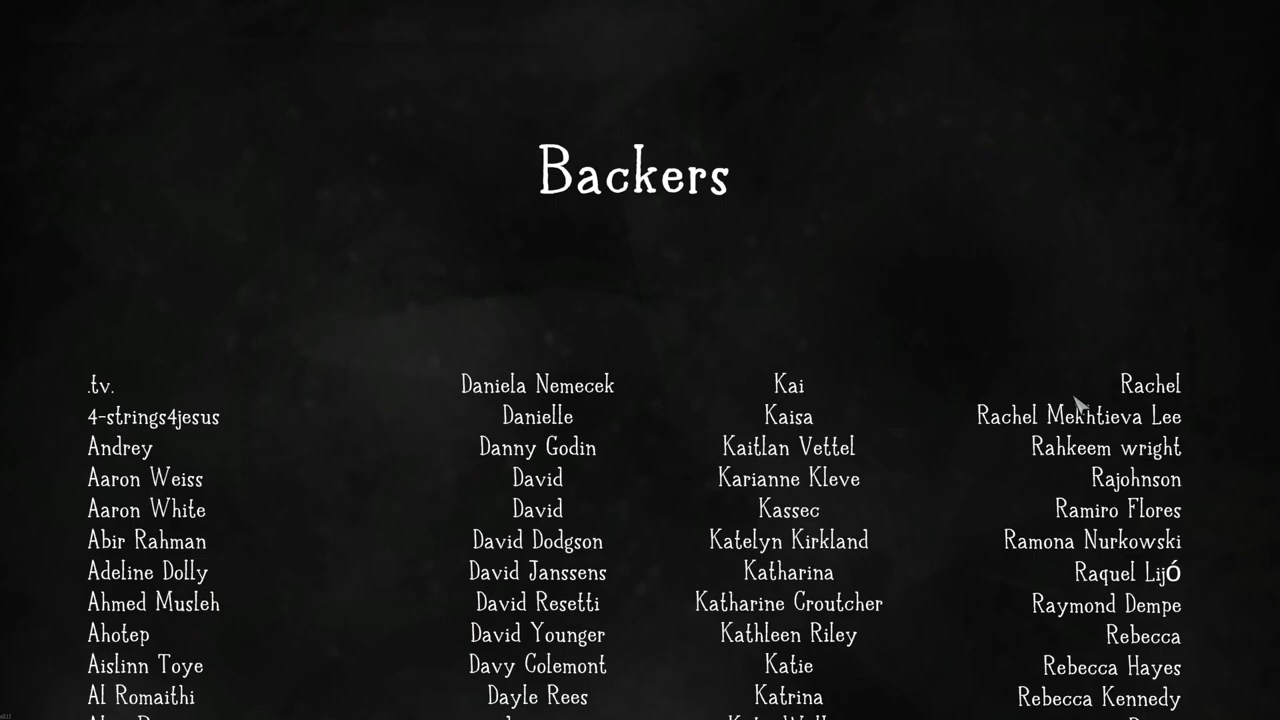 Backers
.tv.
4-strings4jesus
Andrey
Aaron Weiss
Aaron White
Abir Rahman
Adeline Dolly
Ahmed Musleh
Ahotep
Aislinn Toye
Al Romaithi
Daniela Nemecek
Danielle
Danny Godin
David
David
David Dodgson
David Janssens
David Resetti
David Younger
Davy Colemont
Dayle Rees
Kai
Kaisa
Kaitlan Vettel
Karianne Kleve
Kassec
Katelyn Kirkland
Katharina
Katharine Croutcher
Kathleen Riley
Katie
Katrina
Rachel
Rachel Mekhtieva Lee
Rahkeem wright
Rajohnson
Ramiro Flores
Ramona Nurkowski
Raquel LijÓ
Raymond Dempe
Rebecca
Rebecca Hayes
Rebecca Kennedy